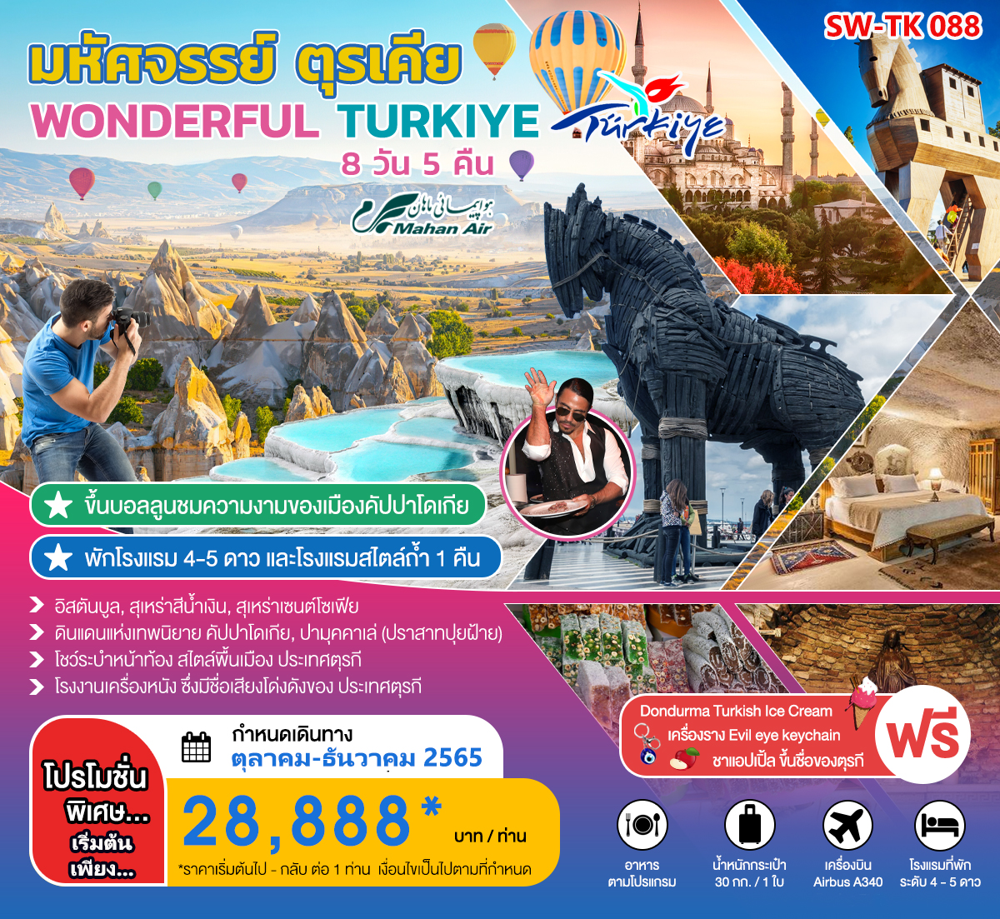 SW-TK 088
มหัศจรรย์ ตุรเคีย
WONDERFUL TURKIYE
Türkiye
8 วัน 5 คืน
هواپیمائی ماهان
Mahan Air
ขึ้นบอลลูนชมความงามของเมืองคัปปาโดเกีย
พักโรงแรม 4-5 ดาว และโรงแรมสไตล์ถ้ำ 1 คืน
อิสตันบูล, สุเหร่าสีน้ำเงิน, สุเหร่าเซนต์โซเฟีย
ดินแดนแห่งเทพนิยาย คัปปาโดเกีย, ปามุคคาเล่ (ปราสาทปุยฝ้าย)
โชว์ระบำหน้าท้อง สไตล์พื้นเมือง ประเทศตุรกี
โรงงานเครื่องหนัง ซึ่งมีชื่อเสียงโด่งดังของ ประเทศตุรกี
Dondurma Turkish Ice Cream
เครื่องราง Evil eye keychain
ชาแอปเปิ้ล ขึ้นชื่อของตุรกี
ฟรี
กำหนดเดินทาง
ตุลาคม-ธันวาคม 2565
โปรโมชั่น
พิเศษ...
เริ่มต้น
เพียง...
28,888* บาท / ท่าน
*ราคาเริ่มต้นไป - กลับ ต่อ 1 ท่าน เงื่อนไขเป็นไปตามที่กำหนด
อาหาร
ตามโปรแกรม
น้ำหนักกระเป๋า
30 กก. / 1 ใบ
เครื่องบิน
Airbus A340
โรงแรมที่พัก
ระดับ 4 - 5 ดาว